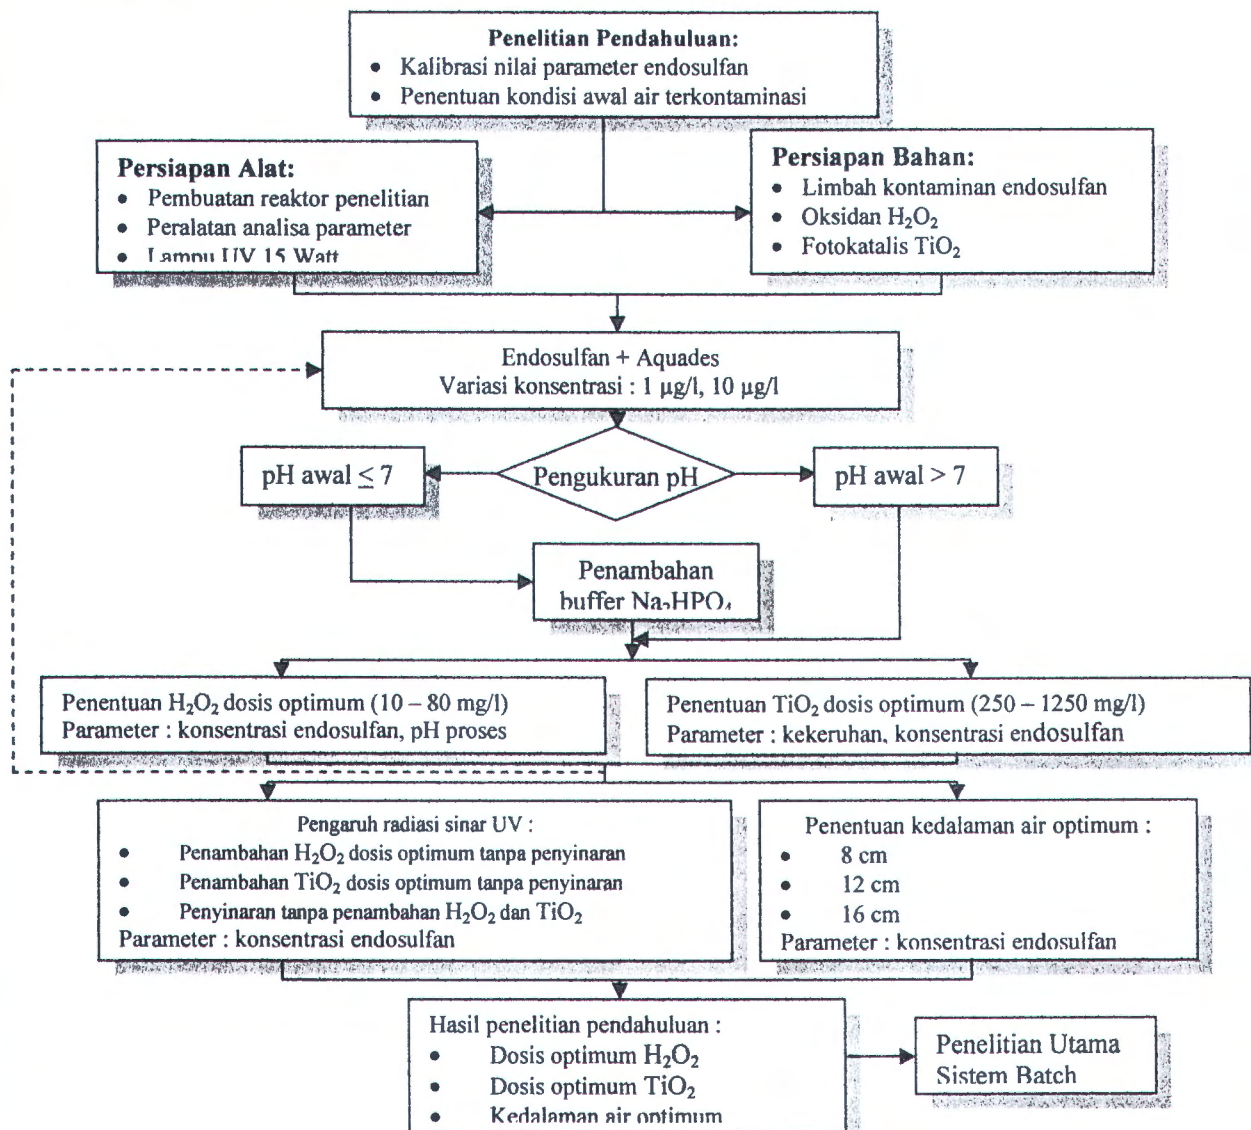 Penelitian Pendahuluan:
• Kalibrasi nilai parameter endosulfan
• Penentuan kondisi awal air terkontaminasi
Persiapan Alat:
• Pembuatan reaktor penelitian
• Peralatan analisa parameter
• Lampu UV 15 Watt
Persiapan Bahan:
• Limbah kontaminan endosulfan
• Oksidan H₂O₂
• Fotokatalis TiO₂
Endosulfan + Aquades
Variasi konsentrasi : 1 µg/l, 10 µg/l
pH awal ≤ 7
Pengukuran pH
pH awal > 7
Penambahan
buffer Na₂HPO₄
Penentuan H₂O₂ dosis optimum (10 – 80 mg/l)
Parameter : konsentrasi endosulfan, pH proses
Penentuan TiO₂ dosis optimum (250 – 1250 mg/l)
Parameter : kekeruhan, konsentrasi endosulfan
Pengaruh radiasi sinar UV :
• Penambahan H₂O₂ dosis optimum tanpa penyinaran
• Penambahan TiO₂ dosis optimum tanpa penyinaran
• Penyinaran tanpa penambahan H₂O₂ dan TiO₂
Parameter : konsentrasi endosulfan
Penentuan kedalaman air optimum :
• 8 cm
• 12 cm
• 16 cm
Parameter : konsentrasi endosulfan
Hasil penelitian pendahuluan :
• Dosis optimum H₂O₂
• Dosis optimum TiO₂
• Kedalaman air optimum
Penelitian Utama
Sistem Batch